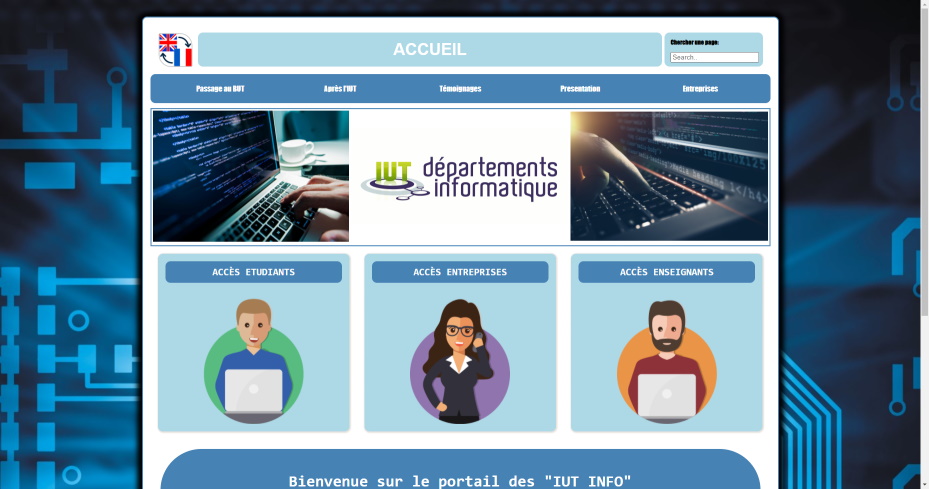 ACCUEIL
Chercher une page:
Search..
Passage au BUT
Après l'IUT
Témoignages
Presentation
Entreprises
IUT départements informatique
ACCÈS ETUDIANTS
ACCÈS ENTREPRISES
ACCÈS ENSEIGNANTS
Bienvenue sur le portail des "IUT INFO"